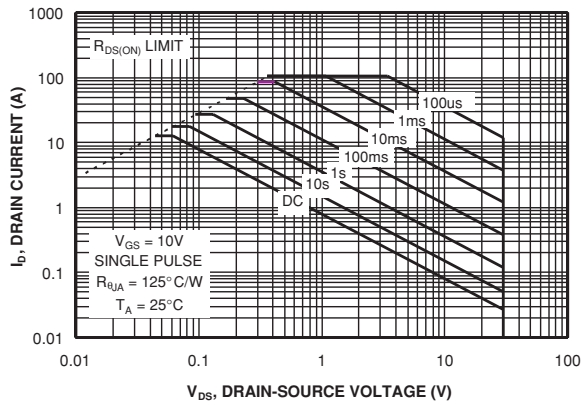 1000
100
10
1
0.1
0.01
I_D, DRAIN CURRENT (A)
R_DS(ON) LIMIT
100us
1ms
10ms
100ms
1s
10s
DC
V_GS = 10V
SINGLE PULSE
R_θJA = 125°C/W
T_A = 25°C
0.01 0.1 1 10 100
V_DS, DRAIN-SOURCE VOLTAGE (V)